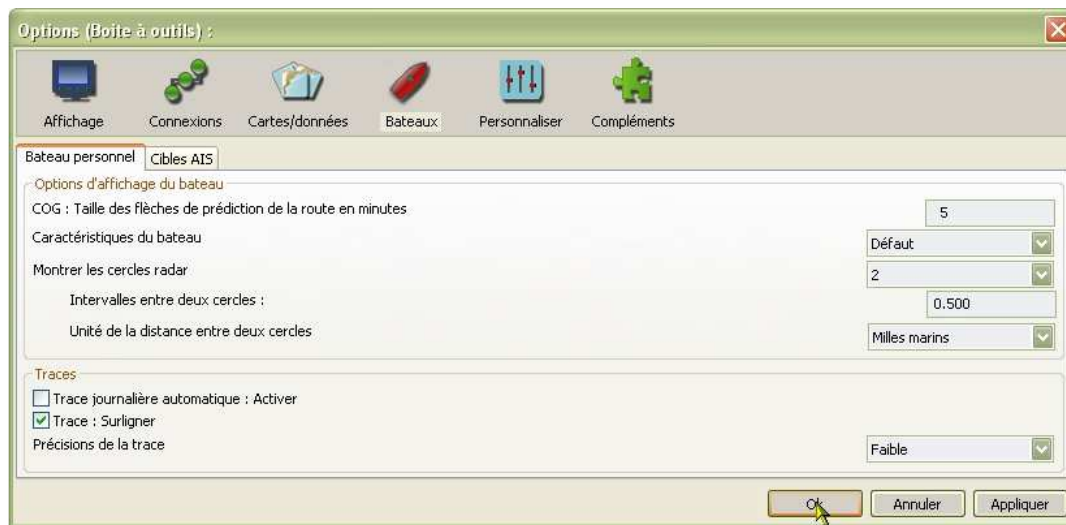 Options (Boite à outils) :
Affichage Connexions Cartes/données Bateaux Personnaliser Compléments
Bateau personnel Cibles AIS
Options d'affichage du bateau
COG : Taille des flèches de prédiction de la route en minutes 5
Caractéristiques du bateau Défaut
Montrer les cercles radar 2
Intervalles entre deux cercles : 0.500
Unité de la distance entre deux cercles Milles marins
Traces
Trace journalière automatique : Activer
Trace : Surligner
Précisions de la trace Faible
Ok Annuler Appliquer